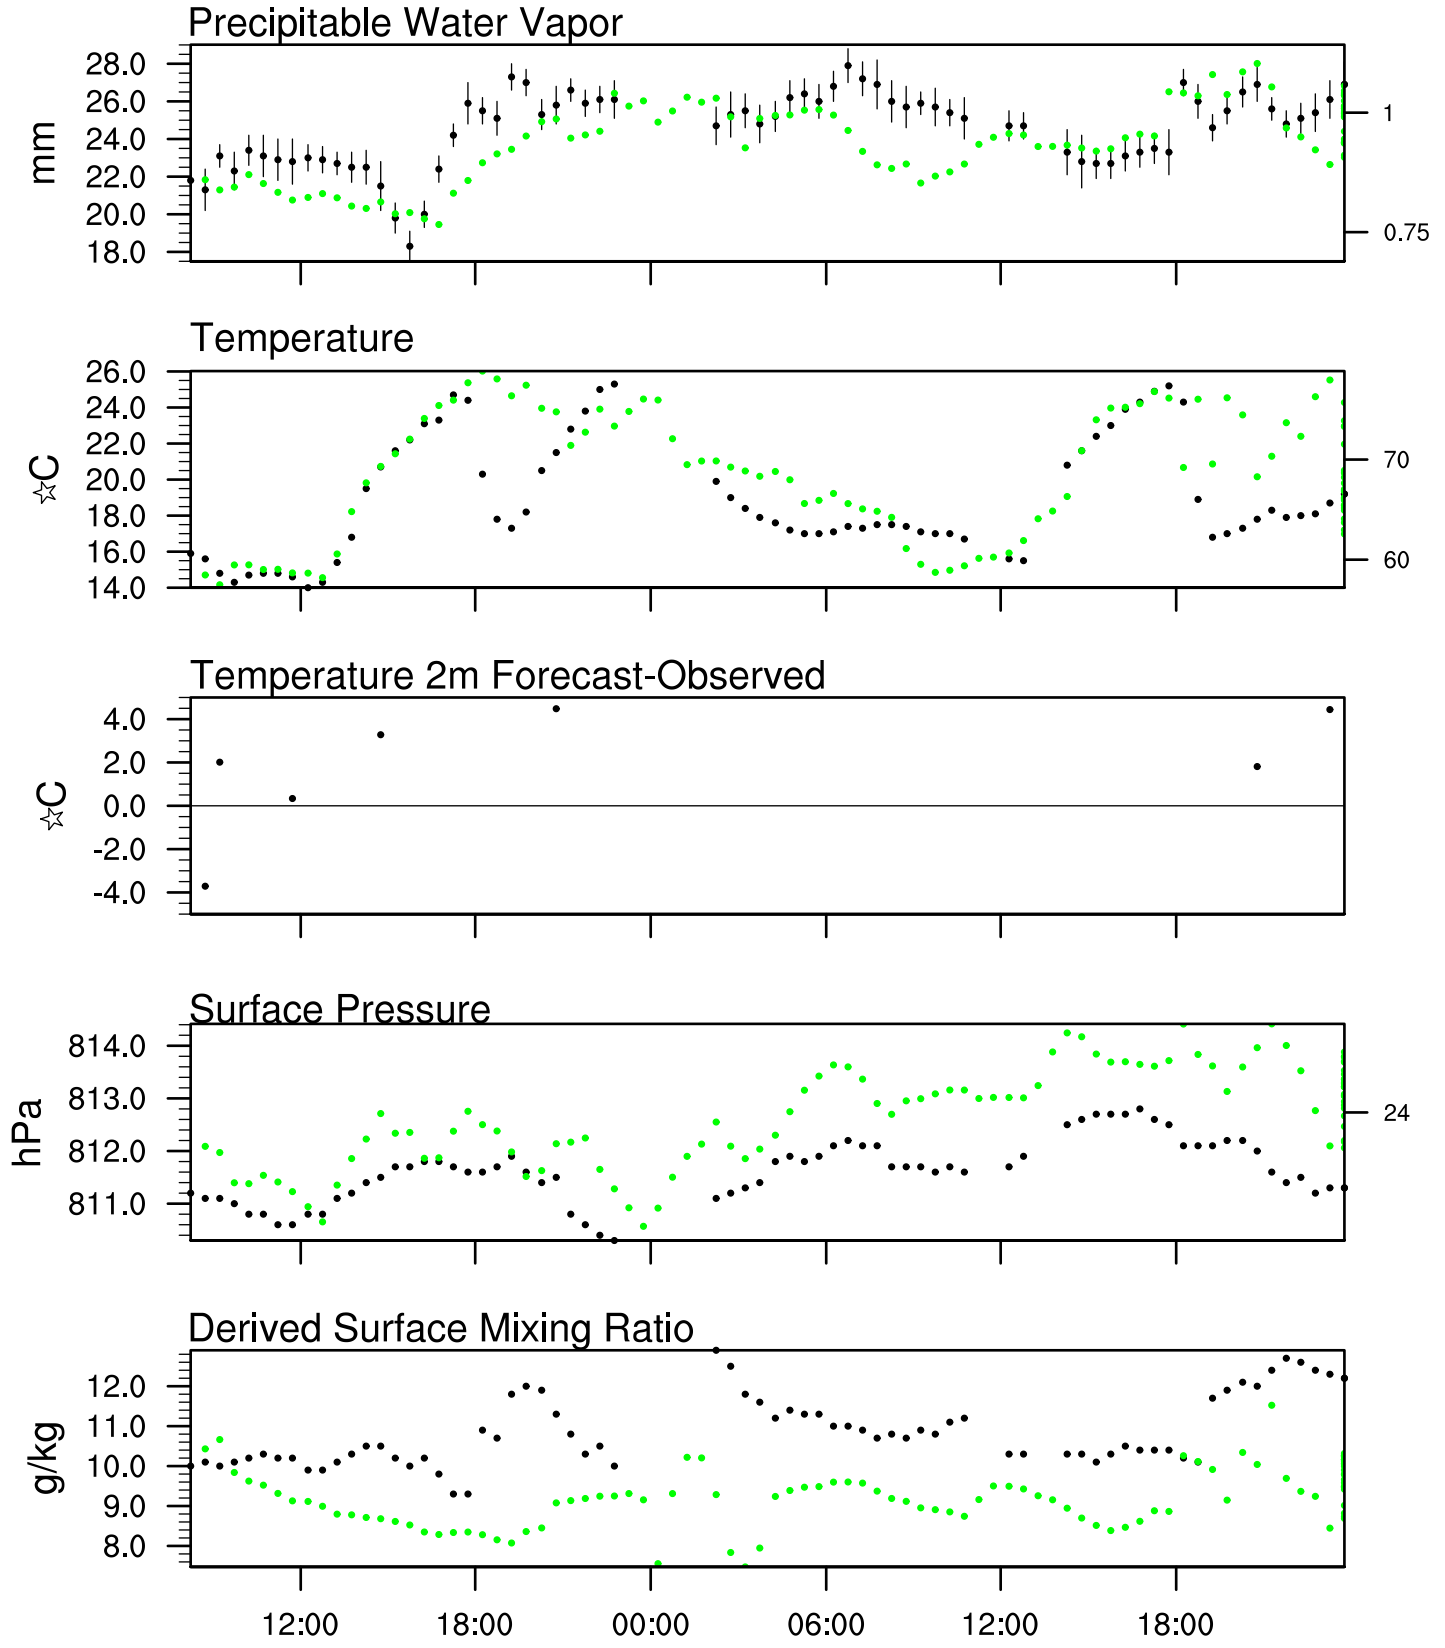 Precipitable Water Vapor
28.0
26.0
24.0
22.0
20.0
18.0
mm
1
0.75
Temperature
26.0
24.0
22.0
20.0
18.0
16.0
14.0
☆C
70
60
Temperature 2m Forecast-Observed
4.0
2.0
0.0
-2.0
-4.0
☆C
Surface Pressure
814.0
813.0
812.0
811.0
hPa
24
Derived Surface Mixing Ratio
12.0
11.0
10.0
9.0
8.0
g/kg
12:00 18:00 00:00 06:00 12:00 18:00